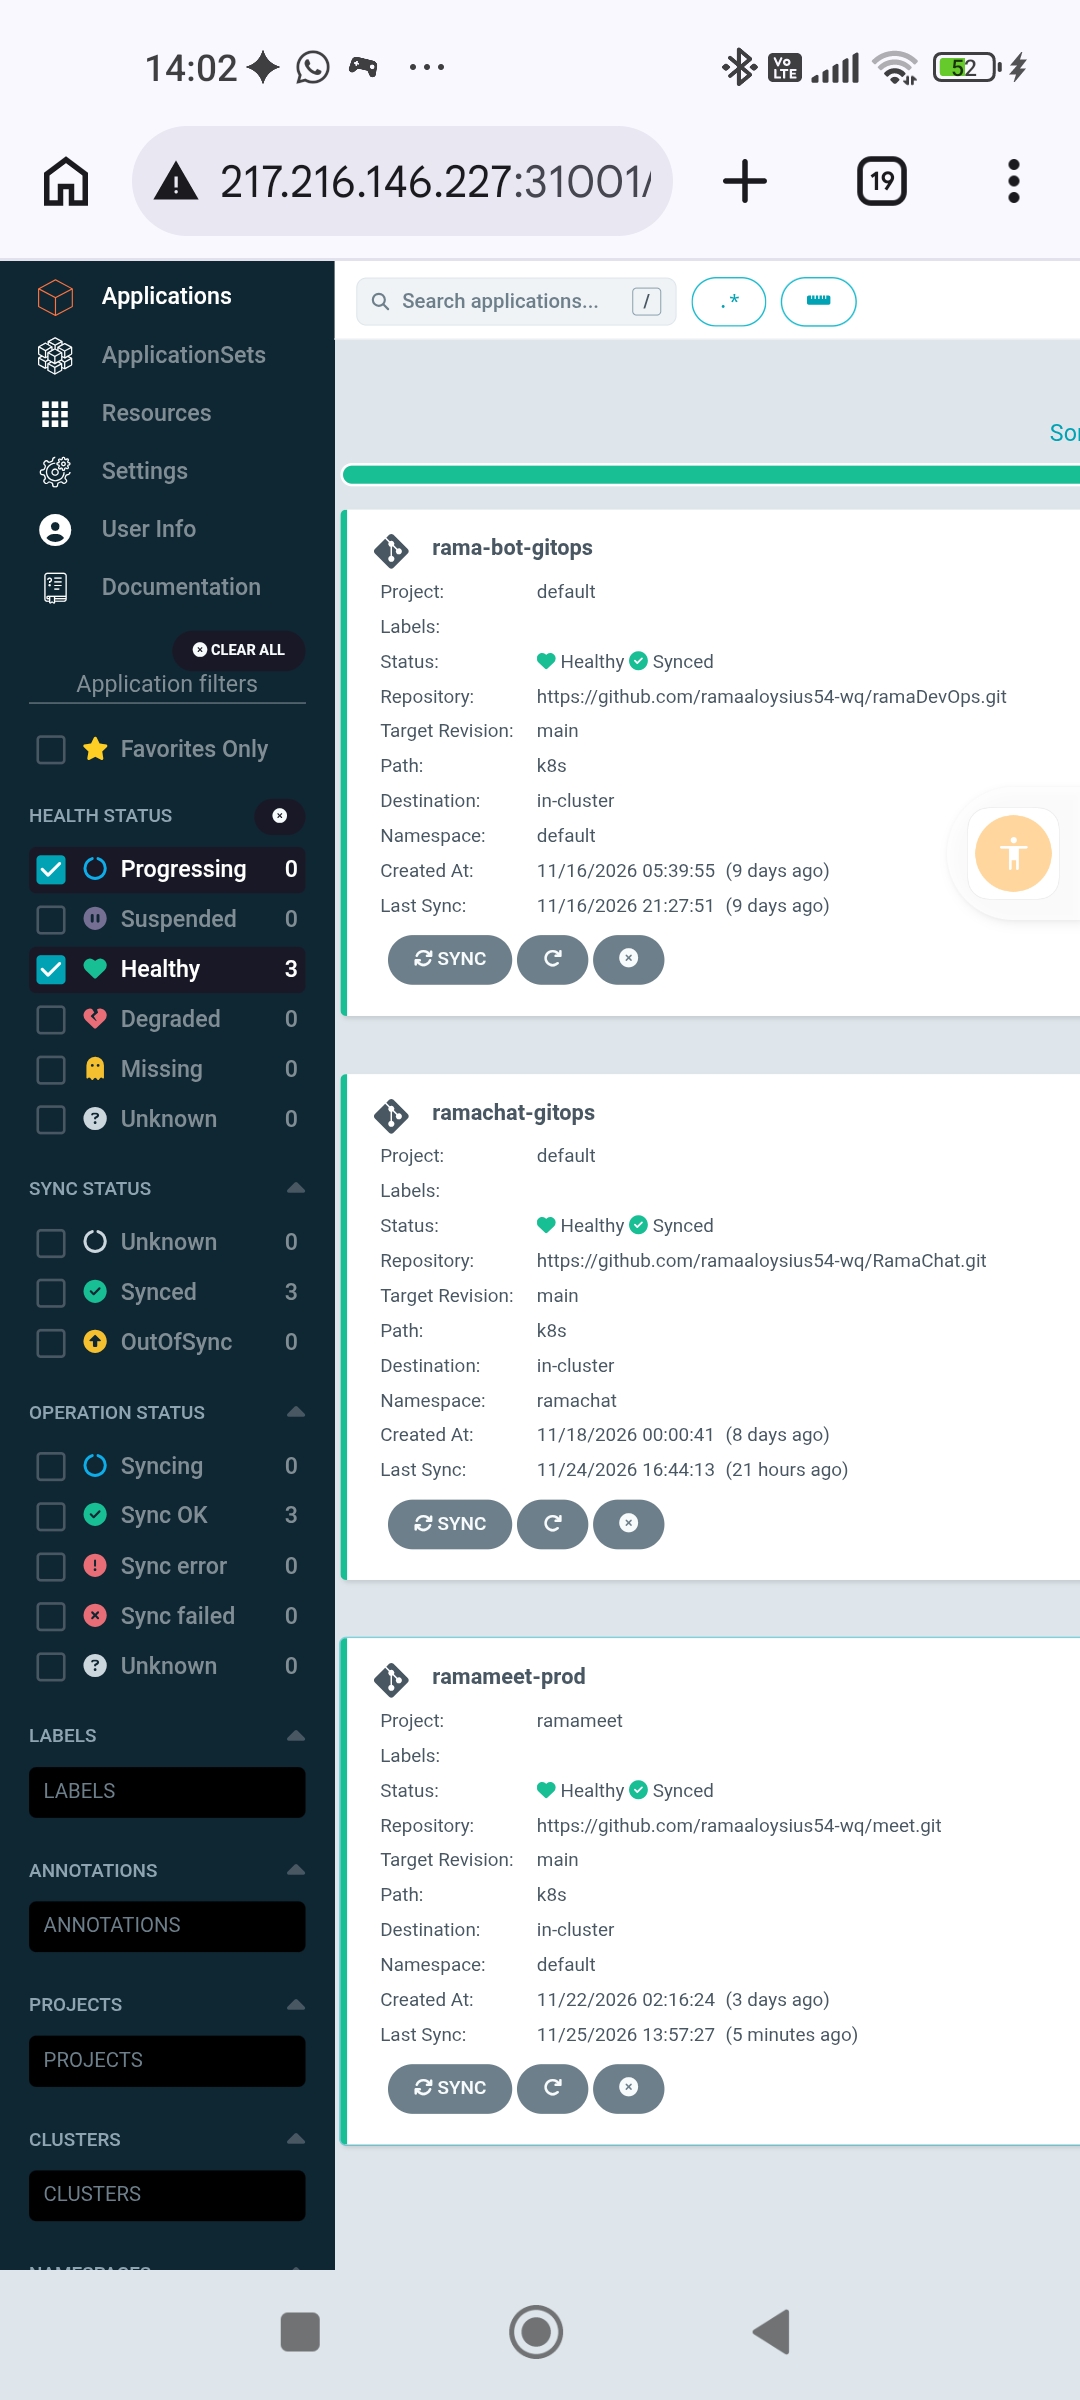 14:02
Vo LTE
52
217.216.146.227:31001/
19
Applications
ApplicationSets
Resources
Settings
User Info
Documentation
CLEAR ALL
Application filters
Favorites Only
HEALTH STATUS
Progressing 0
Suspended 0
Healthy 3
Degraded 0
Missing 0
Unknown 0
SYNC STATUS
Unknown 0
Synced 3
OutOfSync 0
OPERATION STATUS
Syncing 0
Sync OK 3
Sync error 0
Sync failed 0
Unknown 0
LABELS
LABELS
ANNOTATIONS
ANNOTATIONS
PROJECTS
PROJECTS
CLUSTERS
CLUSTERS
NAMESPACES
Search applications... /
.*
Sor
rama-bot-gitops
Project: default
Labels:
Status: Healthy Synced
Repository: https://github.com/ramaaloysius54-wq/ramaDevOps.git
Target Revision: main
Path: k8s
Destination: in-cluster
Namespace: default
Created At: 11/16/2026 05:39:55 (9 days ago)
Last Sync: 11/16/2026 21:27:51 (9 days ago)
SYNC
ramachat-gitops
Project: default
Labels:
Status: Healthy Synced
Repository: https://github.com/ramaaloysius54-wq/RamaChat.git
Target Revision: main
Path: k8s
Destination: in-cluster
Namespace: ramachat
Created At: 11/18/2026 00:00:41 (8 days ago)
Last Sync: 11/24/2026 16:44:13 (21 hours ago)
SYNC
ramameet-prod
Project: ramameet
Labels:
Status: Healthy Synced
Repository: https://github.com/ramaaloysius54-wq/meet.git
Target Revision: main
Path: k8s
Destination: in-cluster
Namespace: default
Created At: 11/22/2026 02:16:24 (3 days ago)
Last Sync: 11/25/2026 13:57:27 (5 minutes ago)
SYNC